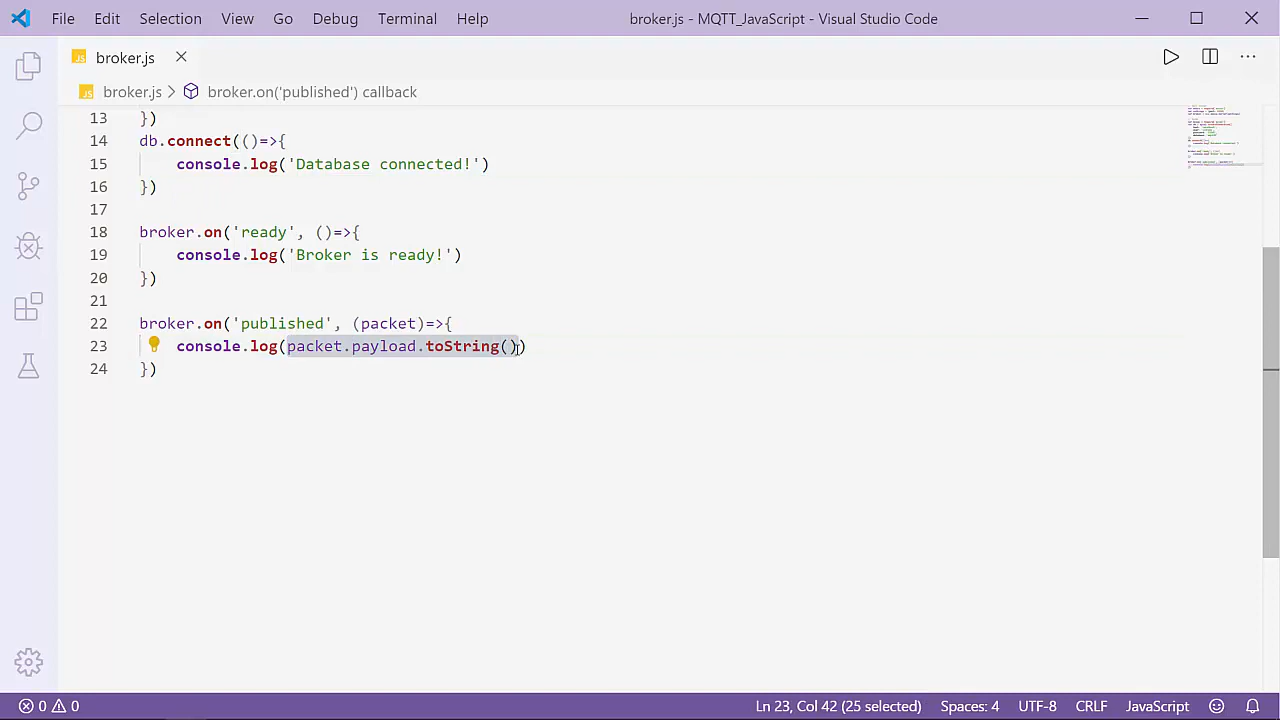 File Edit Selection View Go Debug Terminal Help broker.js - MQTT_JavaScript - Visual Studio Code
JS broker.js
JS broker.js > broker.on('published') callback
13 })
14 db.connect(()=>{
15 console.log('Database connected!')
16 })
17
18 broker.on('ready', ()=>{
19 console.log('Broker is ready!')
20 })
21
22 broker.on('published', (packet)=>{
23 console.log(packet.payload.toString())
24 })
0 0 Ln 23, Col 42 (25 selected) Spaces: 4 UTF-8 CRLF JavaScript